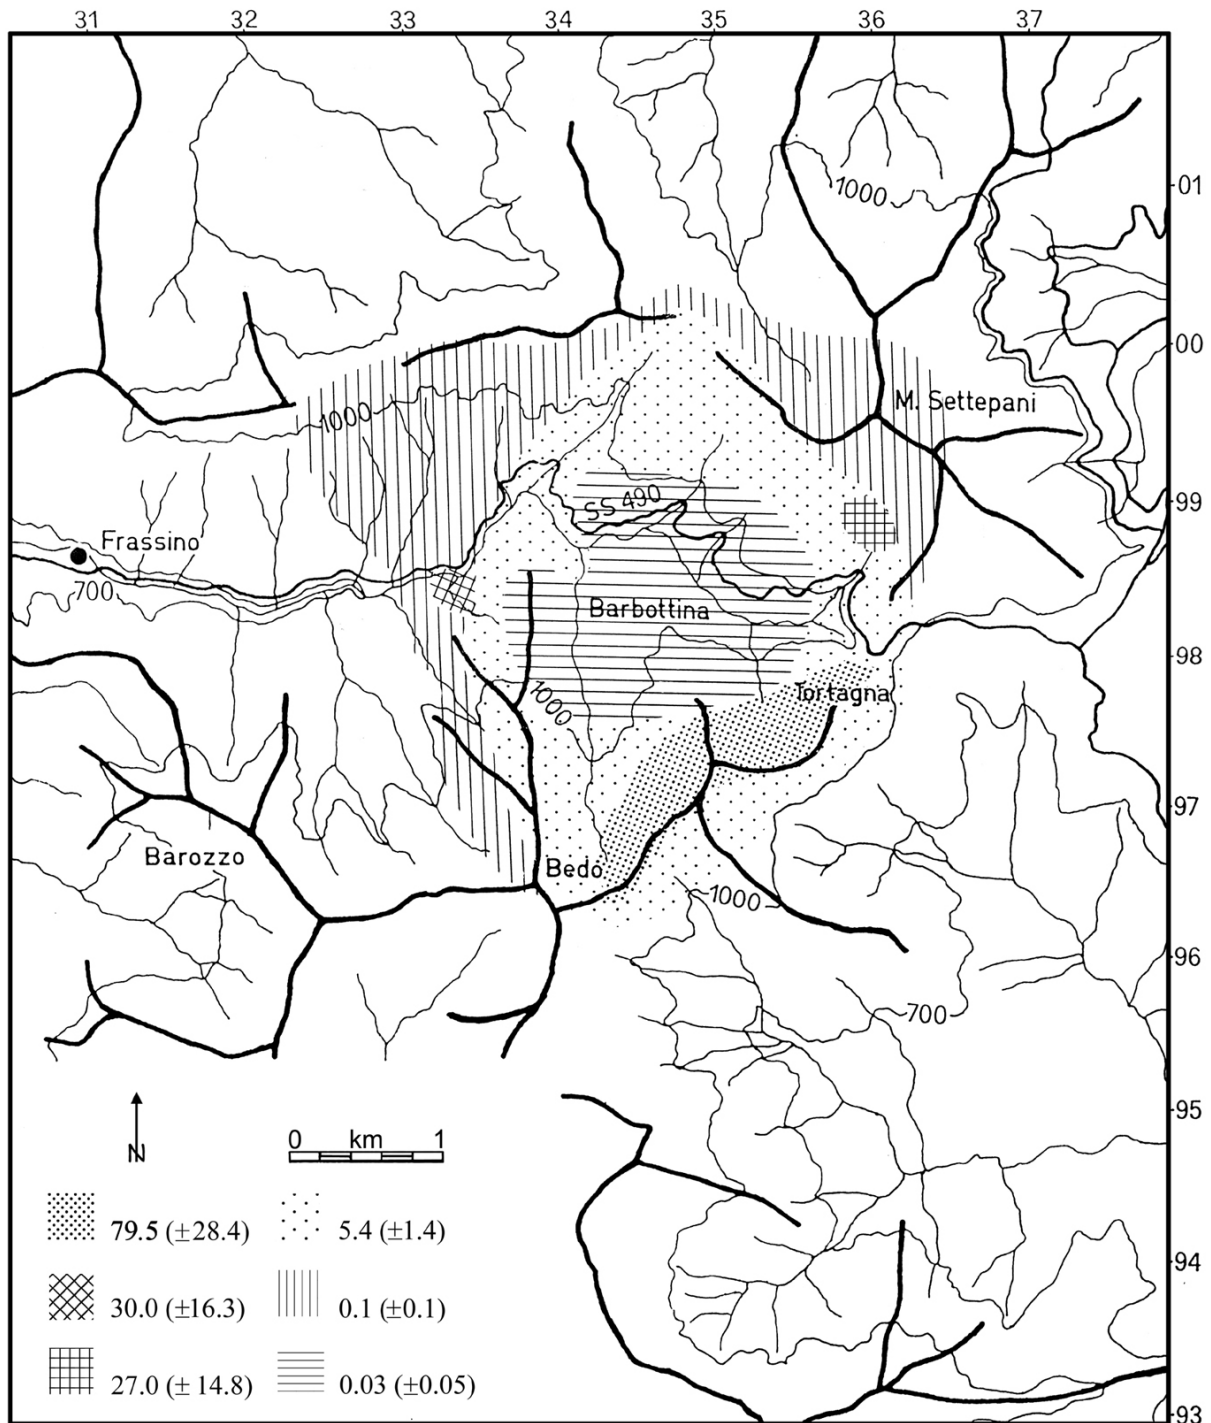 31 32 33 34 35 36 37
1000
01
00
M. Settepani
1000
99
SS 490
Frassino
700
Barbottina
98
1000
Tortagna
97
Barozzo
Bedo
1000
96
700
95
0 km 1
N
79.5 (±28.4) 5.4 (±1.4)
94
30.0 (±16.3) 0.1 (±0.1)
27.0 (± 14.8) 0.03 (±0.05)
93